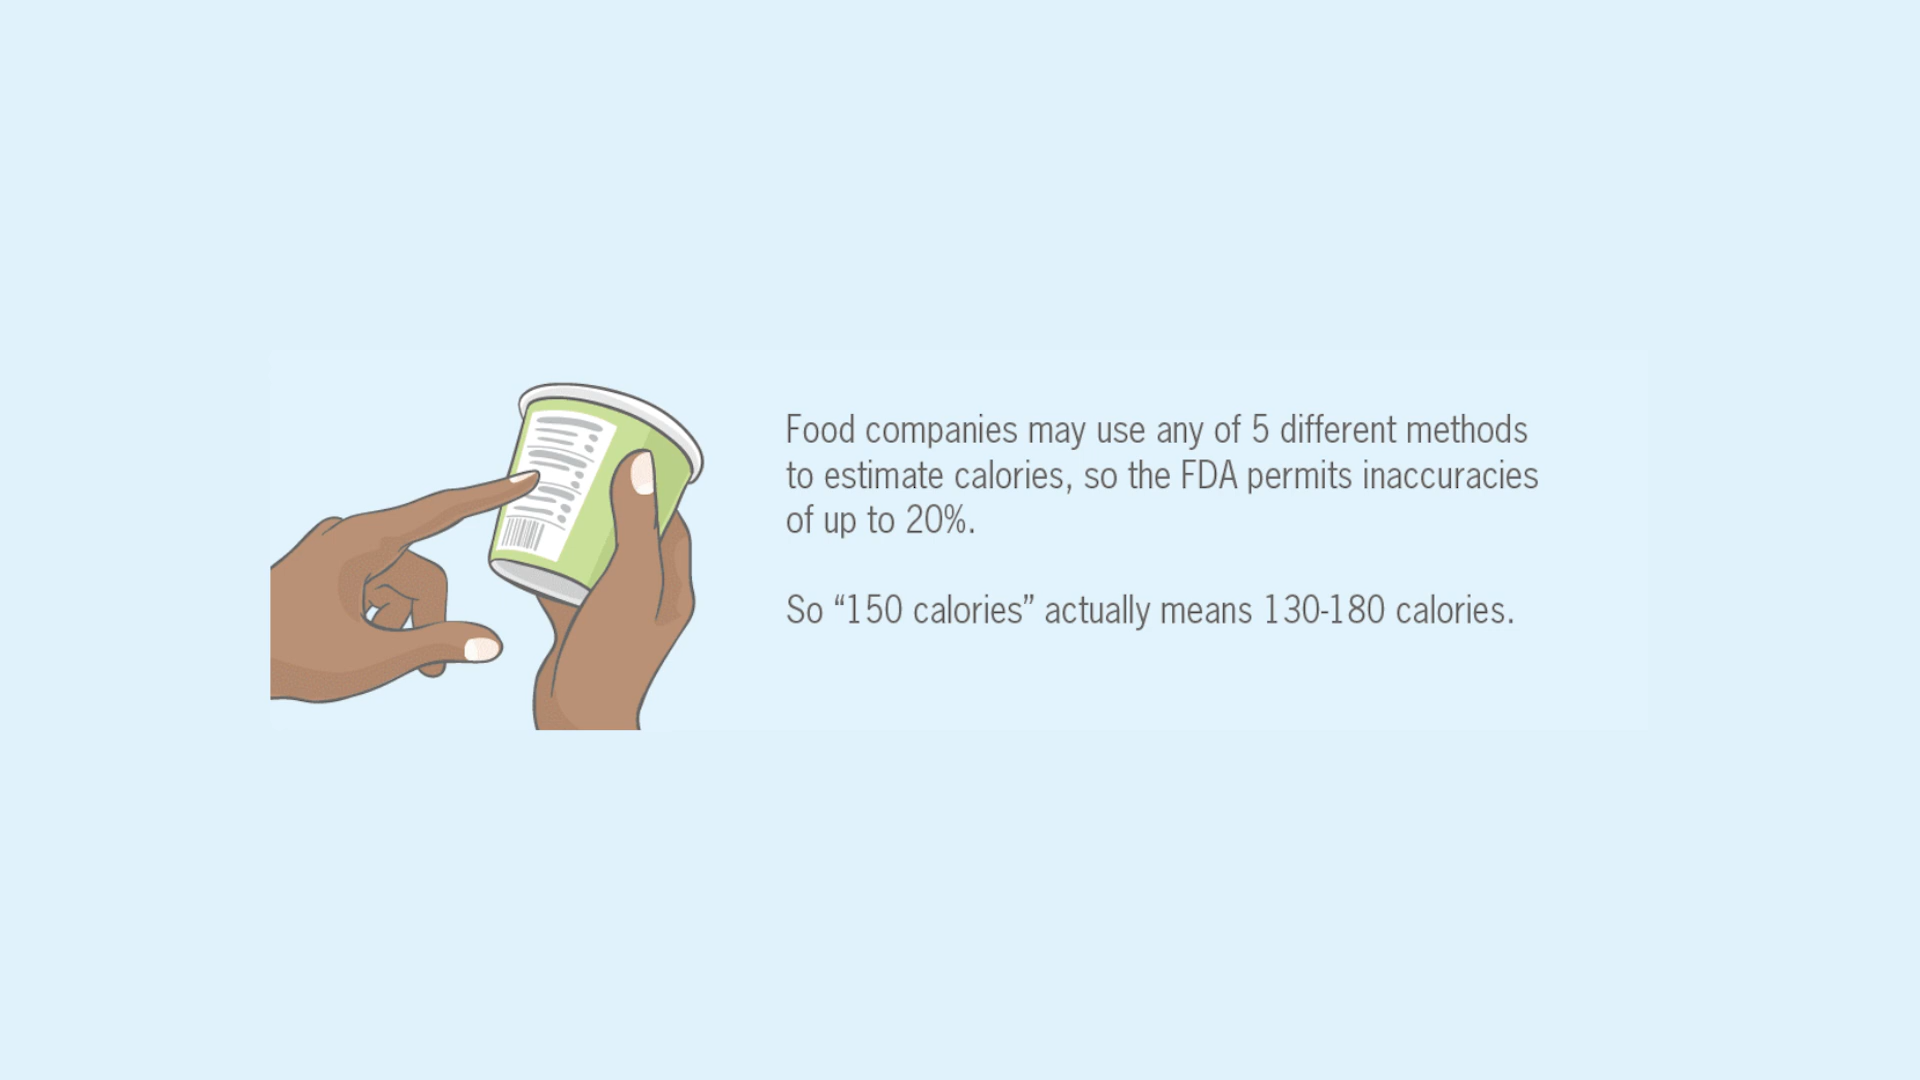 Food companies may use any of 5 different methods
to estimate calories, so the FDA permits inaccuracies
of up to 20%.
So “150 calories” actually means 130-180 calories.